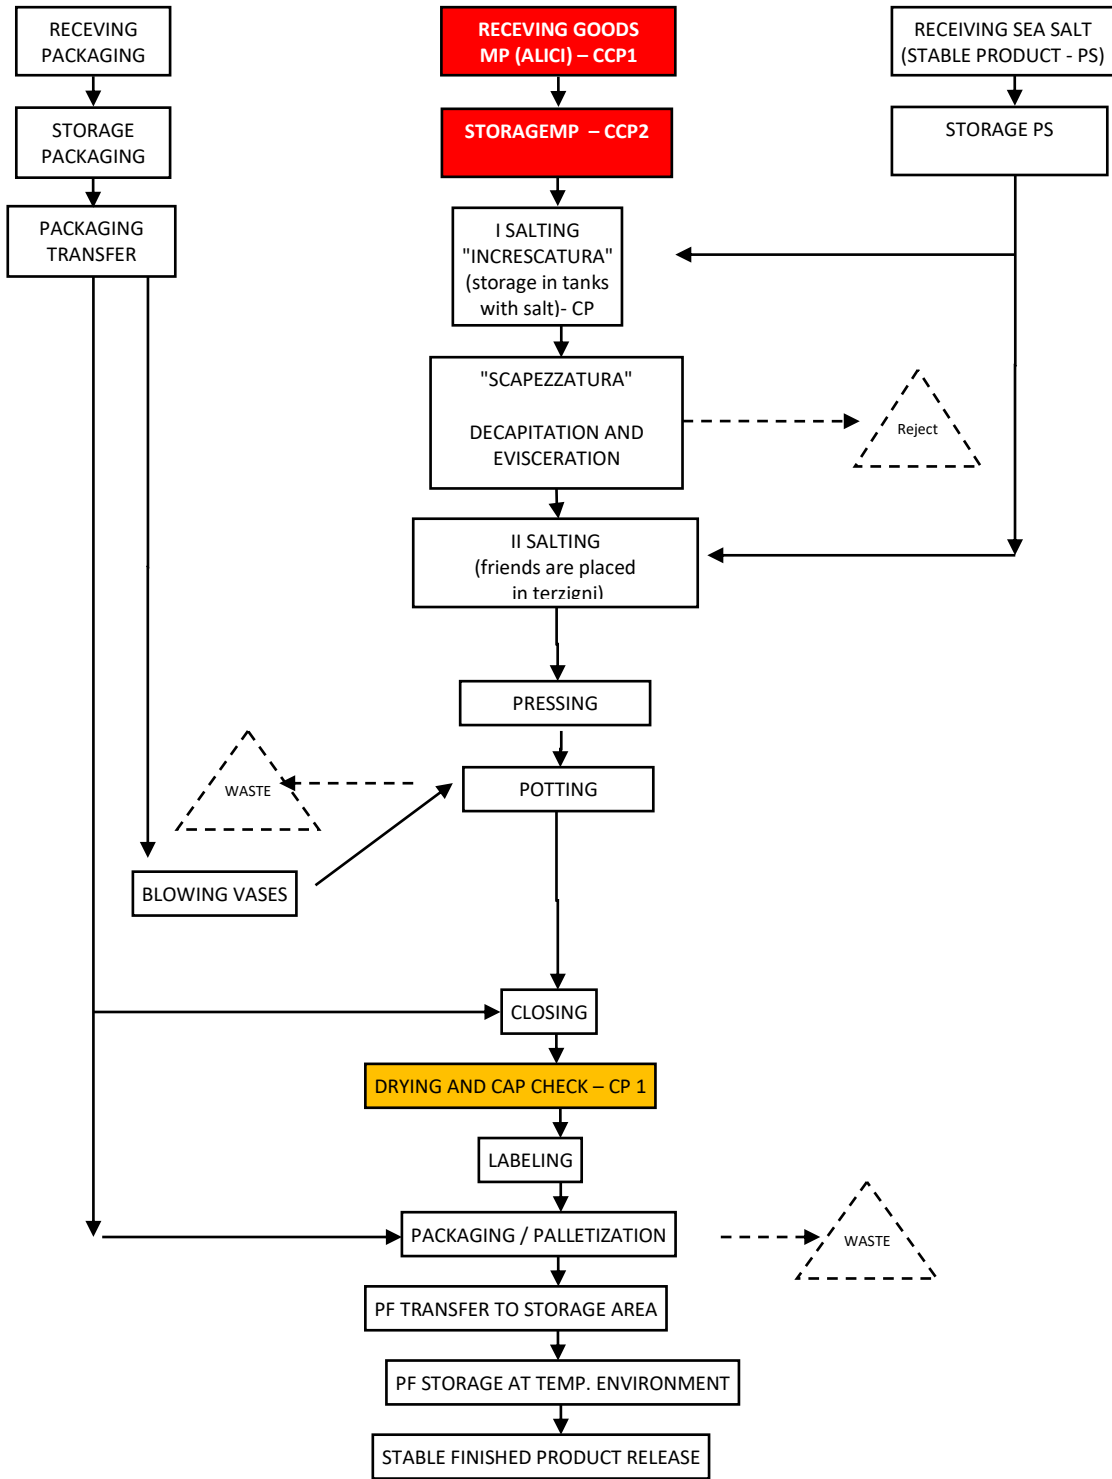 RECEVING
PACKAGING
RECEVING GOODS
MP (ALICI) – CCP1
RECEIVING SEA SALT
(STABLE PRODUCT - PS)
STORAGE
PACKAGING
STORAGEMP – CCP2
STORAGE PS
PACKAGING
TRANSFER
I SALTING
"INCRESCATURA"
(storage in tanks
with salt)- CP
"SCAPEZZATURA"
DECAPITATION AND
EVISCERATION
Reject
II SALTING
(friends are placed
in terzigni)
PRESSING
POTTING
WASTE
BLOWING VASES
CLOSING
DRYING AND CAP CHECK – CP 1
LABELING
PACKAGING / PALLETIZATION
WASTE
PF TRANSFER TO STORAGE AREA
PF STORAGE AT TEMP. ENVIRONMENT
STABLE FINISHED PRODUCT RELEASE